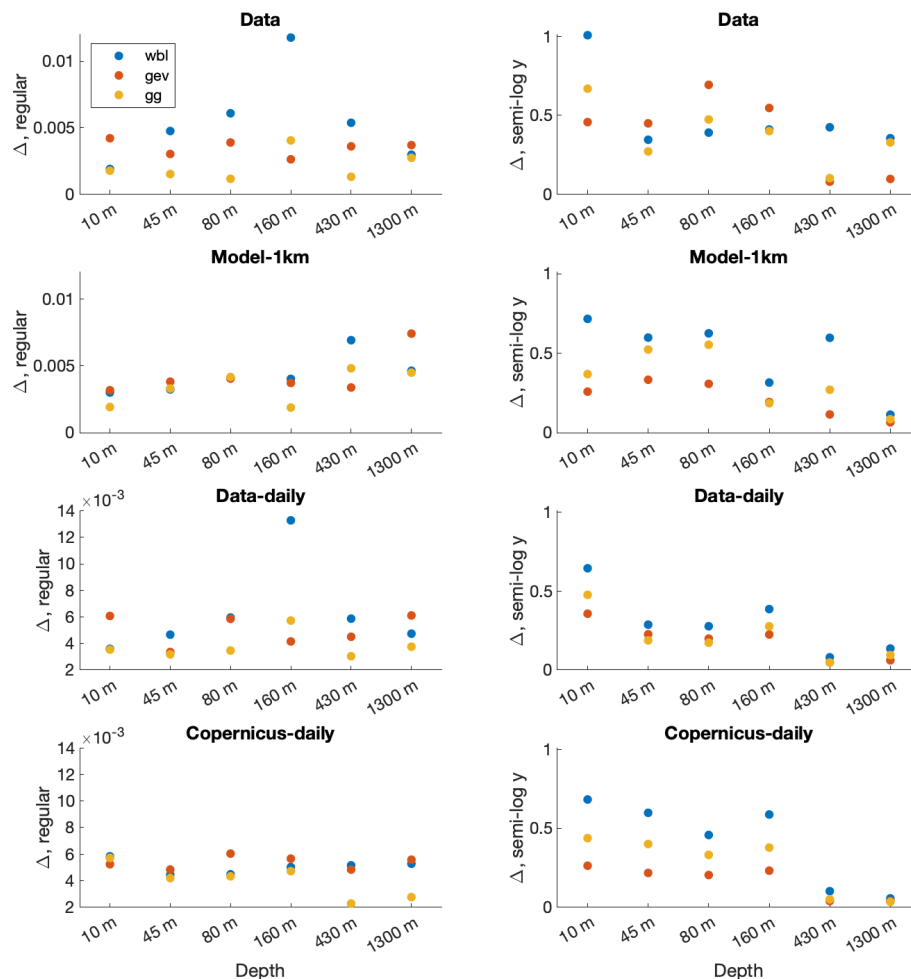 Data
Δ, regular
0.01
0.005
0
wbl
gev
gg
10 m 45 m 80 m 160 m 430 m 1300 m
Data
Δ, semi-log y
1
0.5
0
10 m 45 m 80 m 160 m 430 m 1300 m
Model-1km
Δ, regular
0.01
0.005
0
10 m 45 m 80 m 160 m 430 m 1300 m
Model-1km
Δ, semi-log y
1
0.5
0
10 m 45 m 80 m 160 m 430 m 1300 m
Data-daily
×10⁻³
Δ, regular
14
12
10
8
6
4
2
10 m 45 m 80 m 160 m 430 m 1300 m
Data-daily
Δ, semi-log y
1
0.5
0
10 m 45 m 80 m 160 m 430 m 1300 m
Copernicus-daily
×10⁻³
Δ, regular
14
12
10
8
6
4
2
10 m 45 m 80 m 160 m 430 m 1300 m
Depth
Copernicus-daily
Δ, semi-log y
1
0.5
0
10 m 45 m 80 m 160 m 430 m 1300 m
Depth